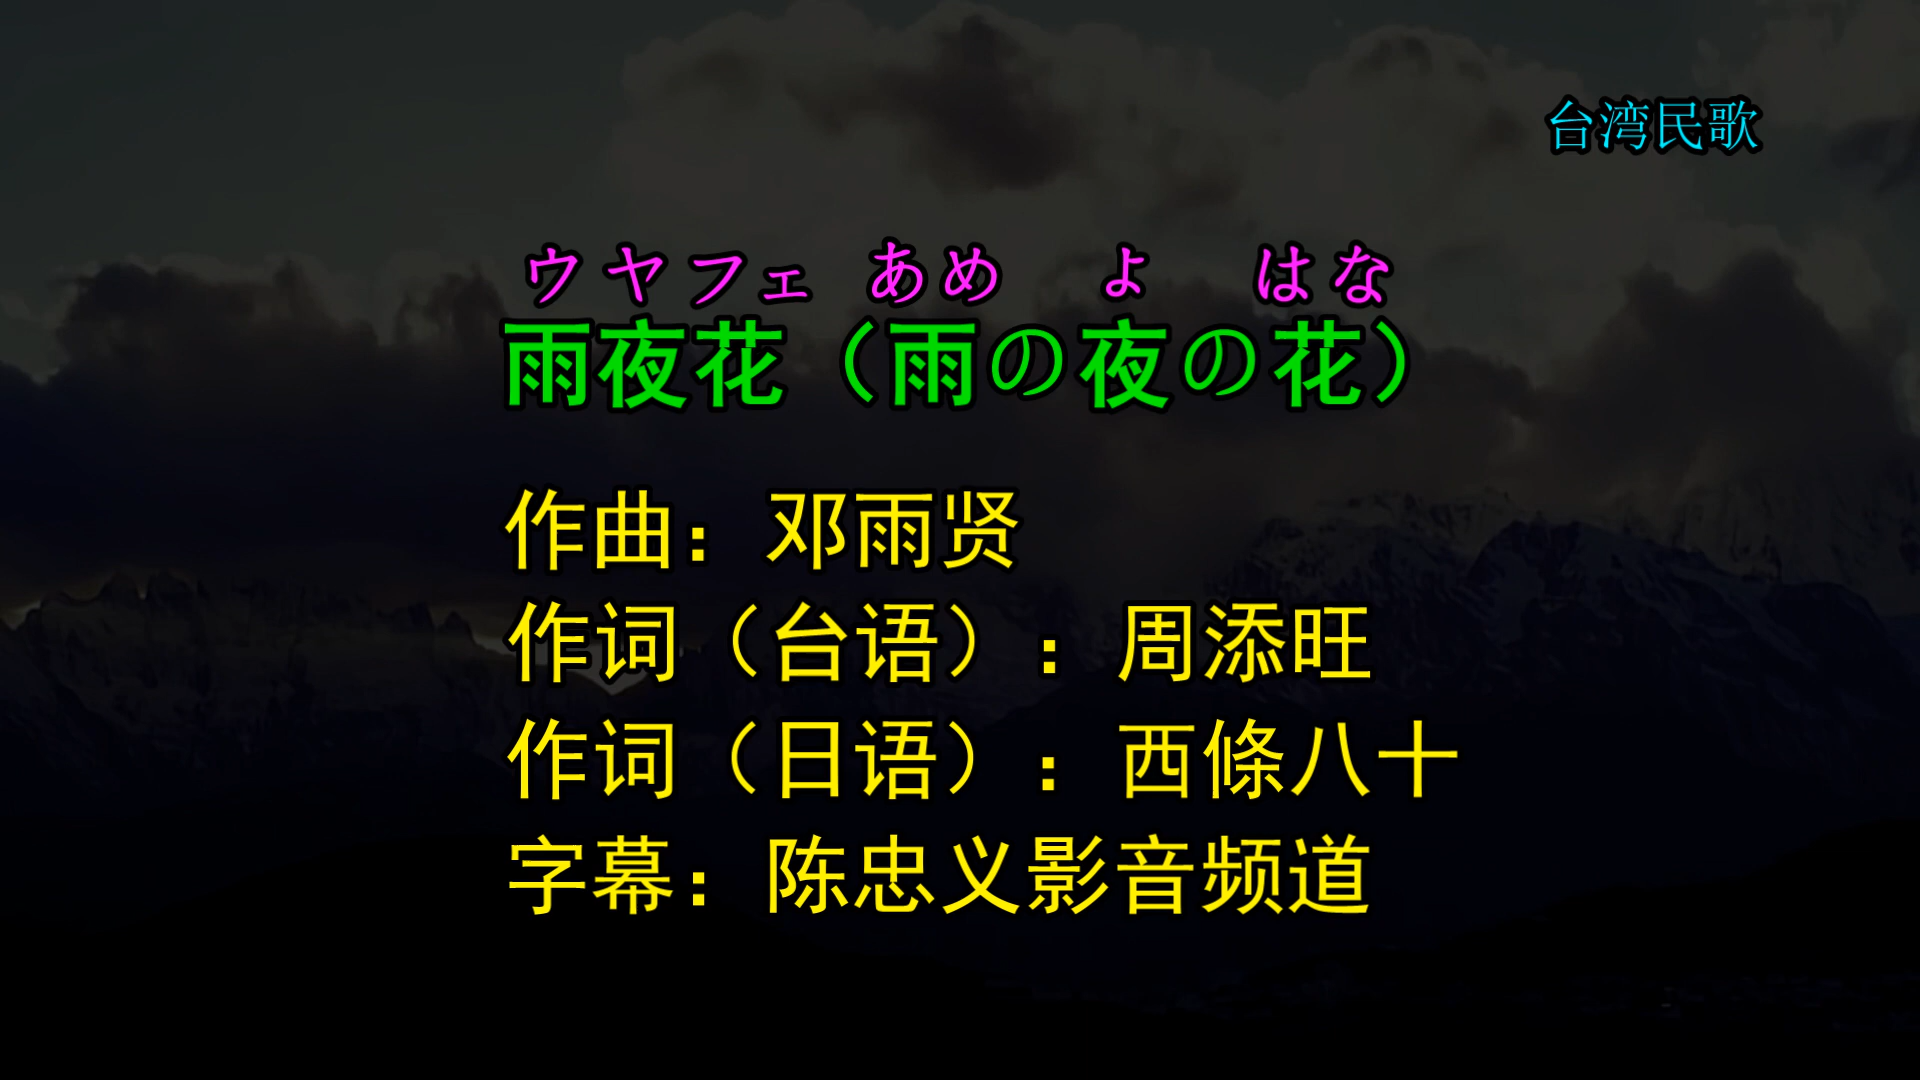 台湾民歌
ウヤフェ あめ よ はな
雨夜花（雨の夜の花）
作曲：邓雨贤
作词（台语）：周添旺
作词（日语）：西條八十
字幕：陈忠义影音频道